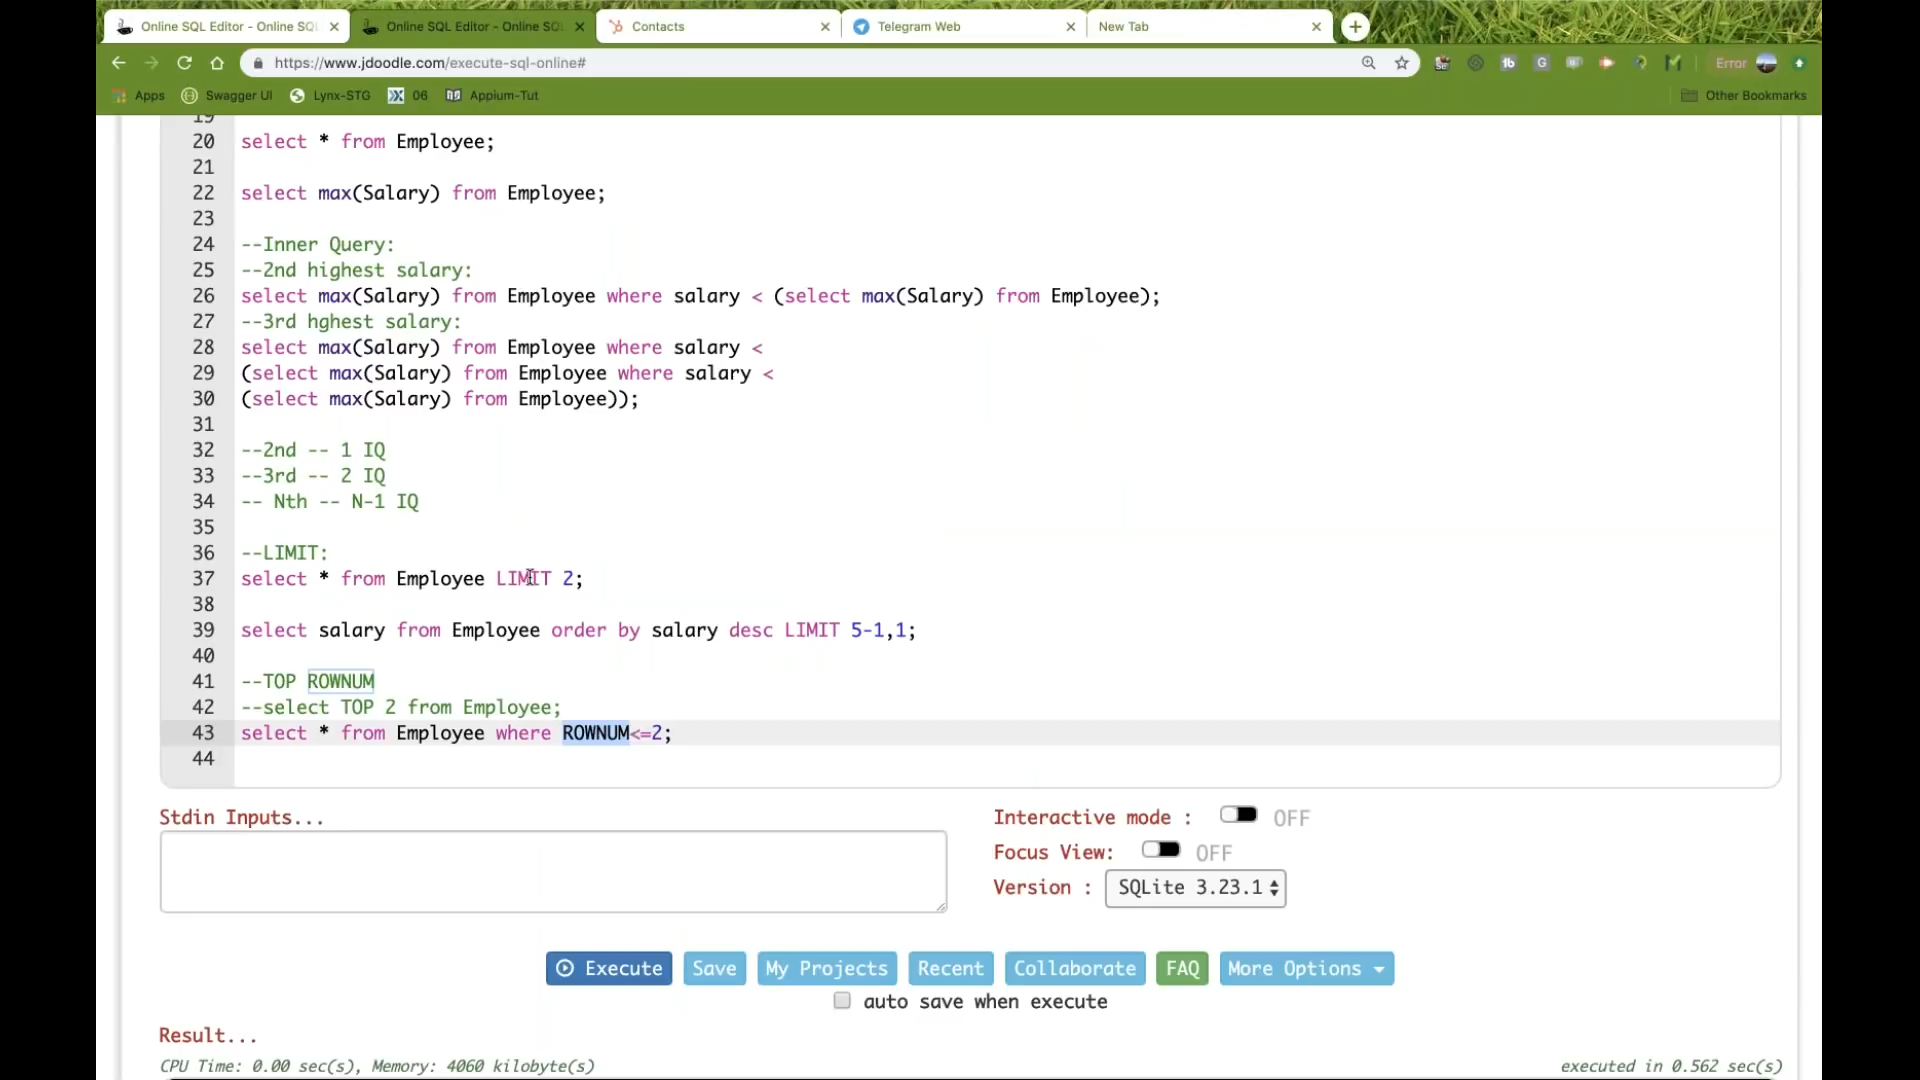 Online SQL Editor - Online SQL
Online SQL Editor - Online SQL
Contacts
Telegram Web
New Tab
https://www.jdoodle.com/execute-sql-online#
Error
Apps
Swagger UI
Lynx-STG
06
Appium-Tut
Other Bookmarks
19
20 select * from Employee;
21
22 select max(Salary) from Employee;
23
24 --Inner Query:
25 --2nd highest salary:
26 select max(Salary) from Employee where salary < (select max(Salary) from Employee);
27 --3rd hghest salary:
28 select max(Salary) from Employee where salary <
29 (select max(Salary) from Employee where salary <
30 (select max(Salary) from Employee));
31
32 --2nd -- 1 IQ
33 --3rd -- 2 IQ
34 -- Nth -- N-1 IQ
35
36 --LIMIT:
37 select * from Employee LIMIT 2;
38
39 select salary from Employee order by salary desc LIMIT 5-1,1;
40
41 --TOP ROWNUM
42 --select TOP 2 from Employee;
43 select * from Employee where ROWNUM<=2;
44
Stdin Inputs...
Interactive mode : OFF
Focus View: OFF
Version : SQLite 3.23.1
Execute
Save
My Projects
Recent
Collaborate
FAQ
More Options
auto save when execute
Result...
CPU Time: 0.00 sec(s), Memory: 4060 kilobyte(s)
executed in 0.562 sec(s)